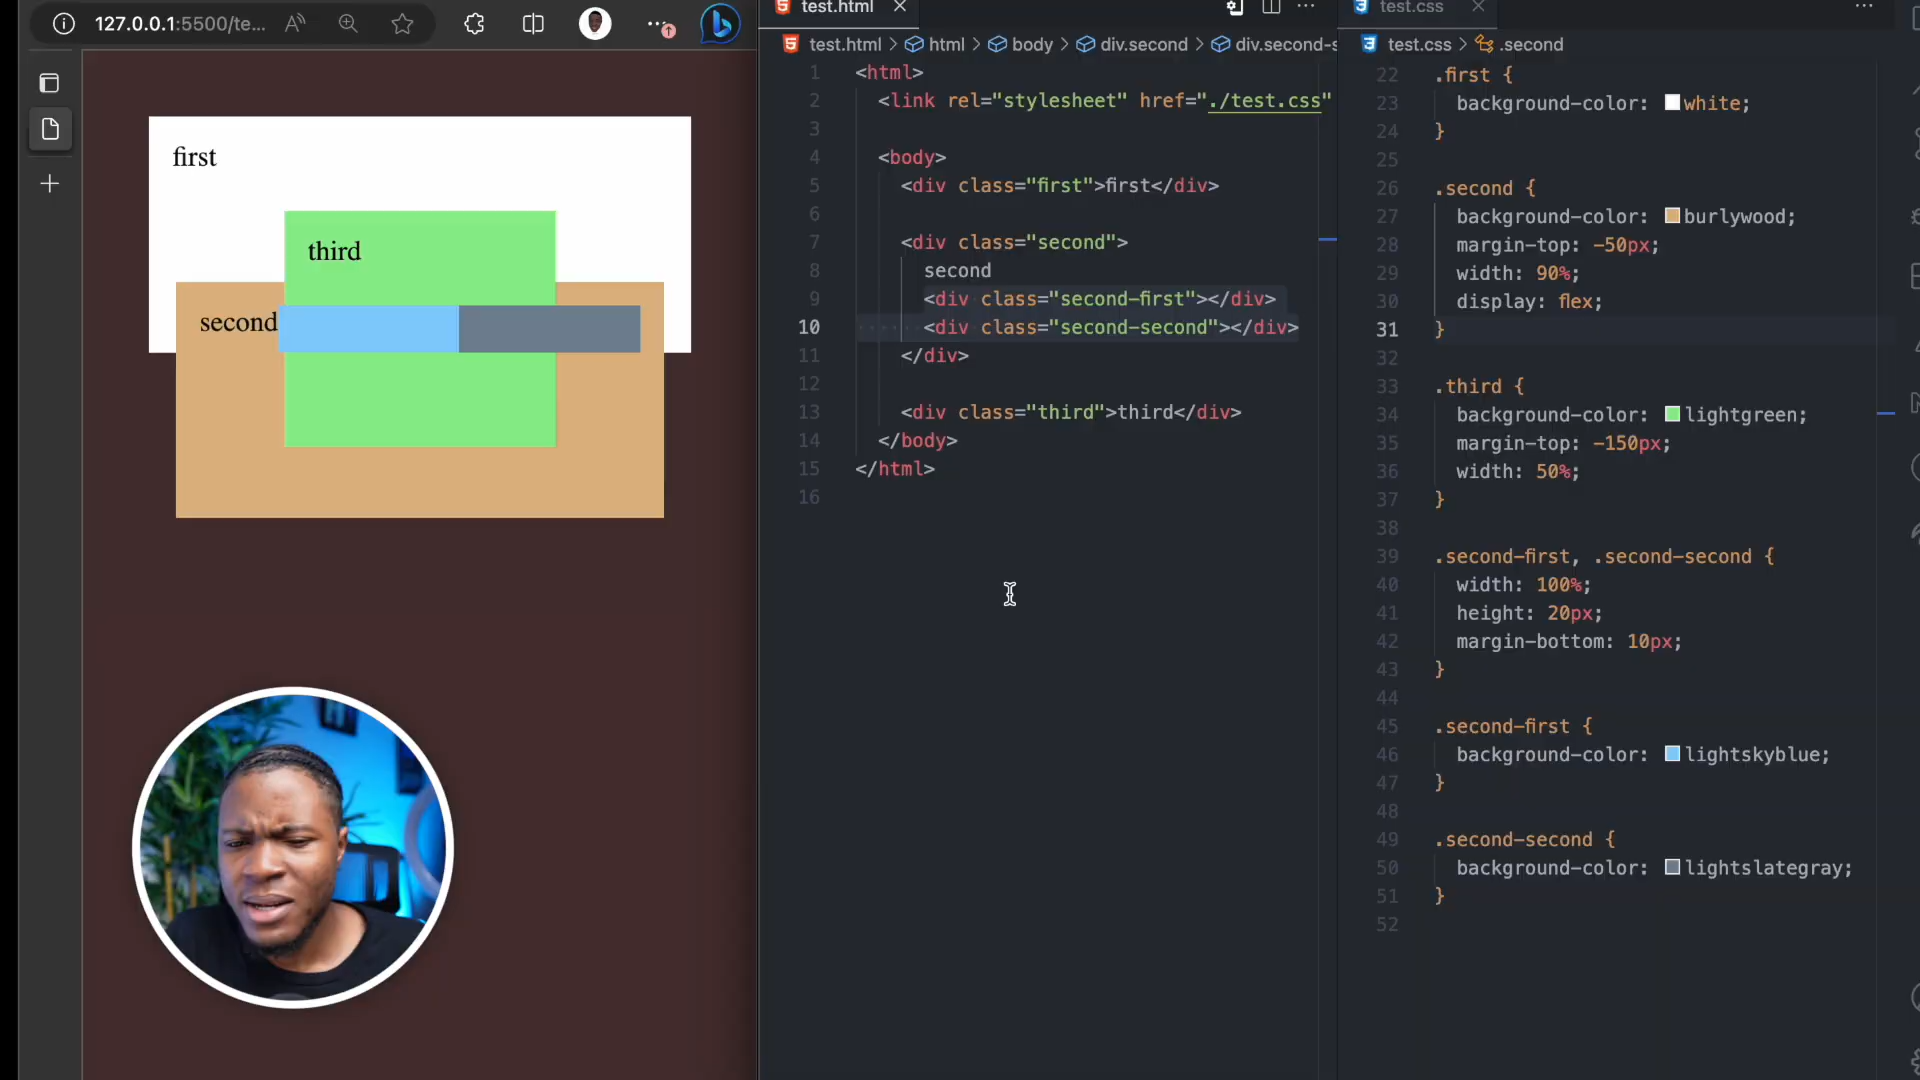 127.0.0.1:5500/te...
first
third
second
test.html
test.html > html > body > div.second > div.second-s
1 <html>
2 <link rel="stylesheet" href="./test.css"
3
4 <body>
5 <div class="first">first</div>
6
7 <div class="second">
8 second
9 <div class="second-first"></div>
10 <div class="second-second"></div>
11 </div>
12
13 <div class="third">third</div>
14 </body>
15 </html>
16
test.css
test.css > .second
22 .first {
23 background-color: white;
24 }
25
26 .second {
27 background-color: burlywood;
28 margin-top: -50px;
29 width: 90%;
30 display: flex;
31 }
32
33 .third {
34 background-color: lightgreen;
35 margin-top: -150px;
36 width: 50%;
37 }
38
39 .second-first, .second-second {
40 width: 100%;
41 height: 20px;
42 margin-bottom: 10px;
43 }
44
45 .second-first {
46 background-color: lightskyblue;
47 }
48
49 .second-second {
50 background-color: lightslategray;
51 }
52